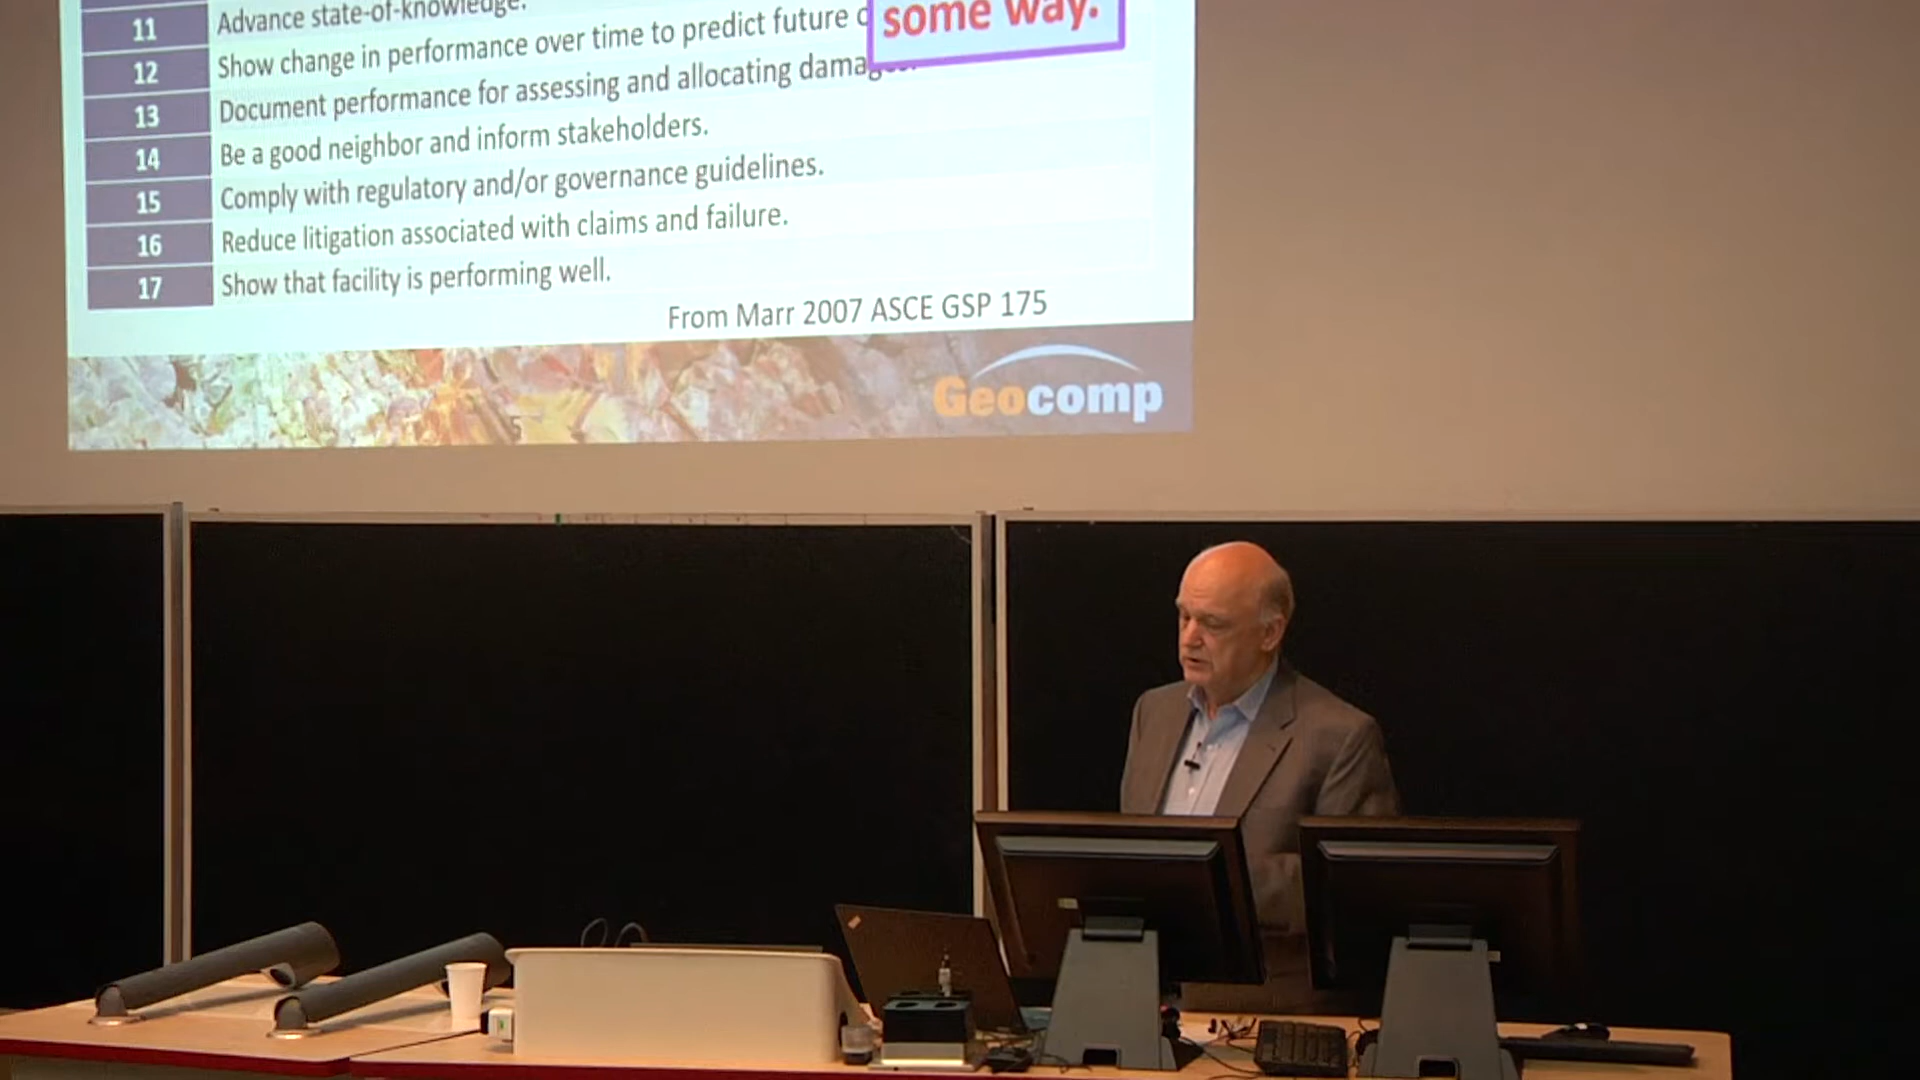 11 Advance state-of-knowledge.
12 Show change in performance over time to predict future
some way.
13 Document performance for assessing and allocating
14 Be a good neighbor and inform stakeholders.
15 Comply with regulatory and/or governance guidelines.
16 Reduce litigation associated with claims and failure.
17 Show that facility is performing well.
From Marr 2007 ASCE GSP 175
Geocomp
5